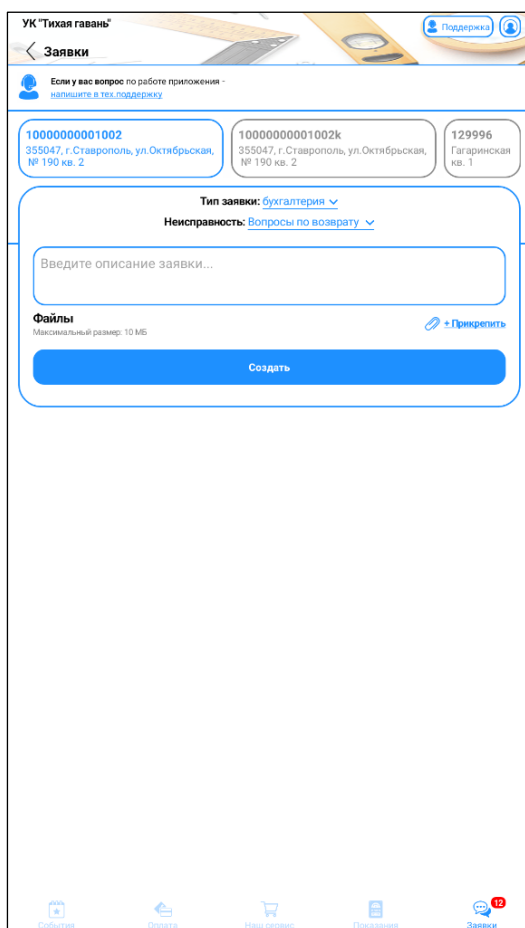 УК "Тихая гавань"
Поддержка
Заявки
Если у вас вопрос по работе приложения -
напишите в тех.поддержку
10000000001002
355047, г.Ставрополь, ул.Октябрьская,
№ 190 кв. 2
10000000001002k
355047, г.Ставрополь, ул.Октябрьская,
№ 190 кв. 2
129996
Гагаринская
кв. 1
Тип заявки: бухгалтерия
Неисправность: Вопросы по возврату
Введите описание заявки...
Файлы
Максимальный размер: 10 МБ
+ Прикрепить
Создать
12
События
Оплата
Наш сервис
Показания
Заявки